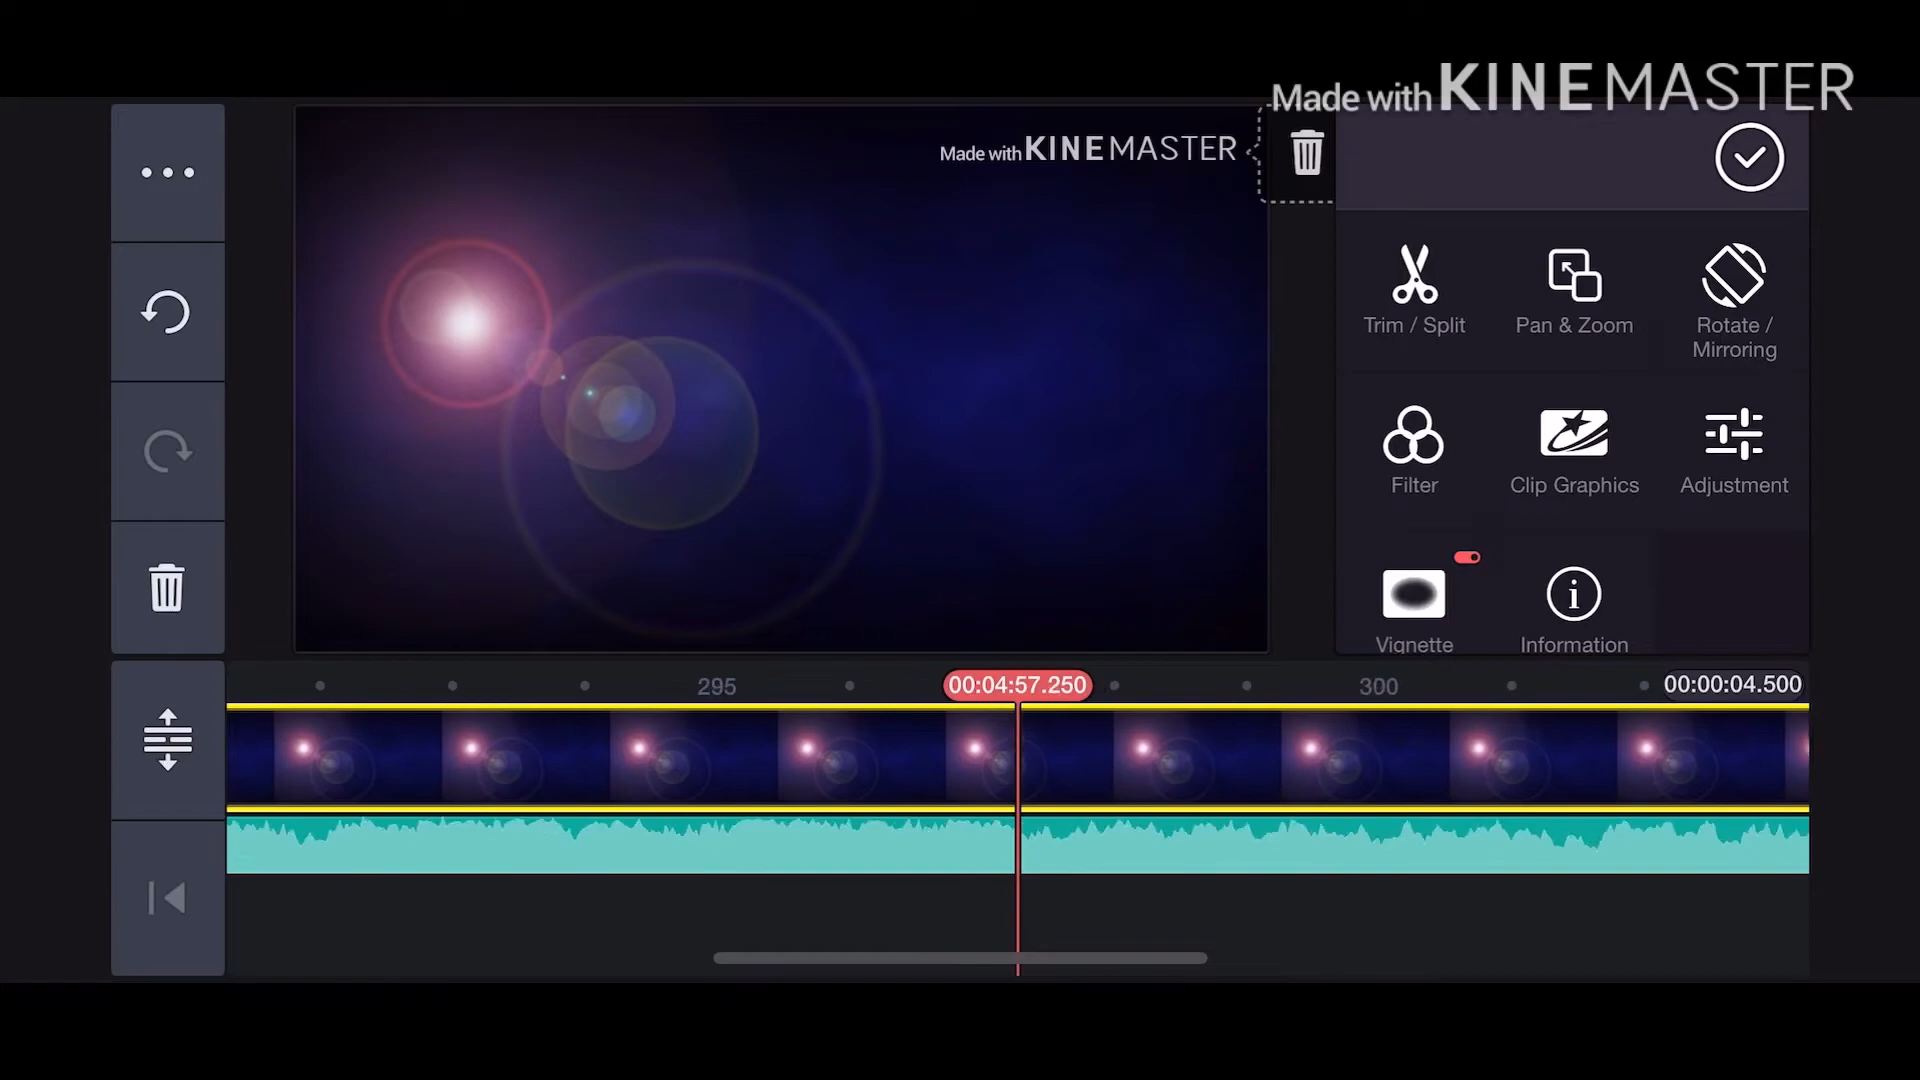 Made with KINEMASTER
Made with KINEMASTER
Trim / Split
Pan & Zoom
Rotate /
Mirroring
Filter
Clip Graphics
Adjustment
Vignette
Information
295
00:04:57.250
300
00:00:04.500